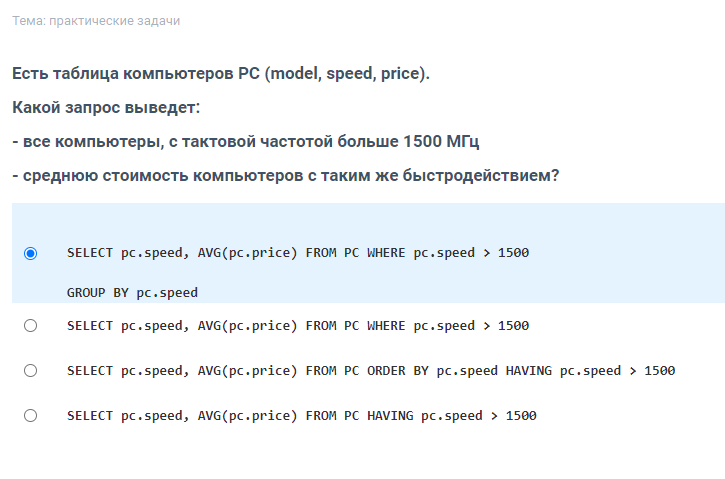 Тема: практические задачи
Есть таблица компьютеров PC (model, speed, price).
Какой запрос выведет:
- все компьютеры, с тактовой частотой больше 1500 МГц
- среднюю стоимость компьютеров с таким же быстродействием?
SELECT pc.speed, AVG(pc.price) FROM PC WHERE pc.speed > 1500
GROUP BY pc.speed
SELECT pc.speed, AVG(pc.price) FROM PC WHERE pc.speed > 1500
SELECT pc.speed, AVG(pc.price) FROM PC ORDER BY pc.speed HAVING pc.speed > 1500
SELECT pc.speed, AVG(pc.price) FROM PC HAVING pc.speed > 1500